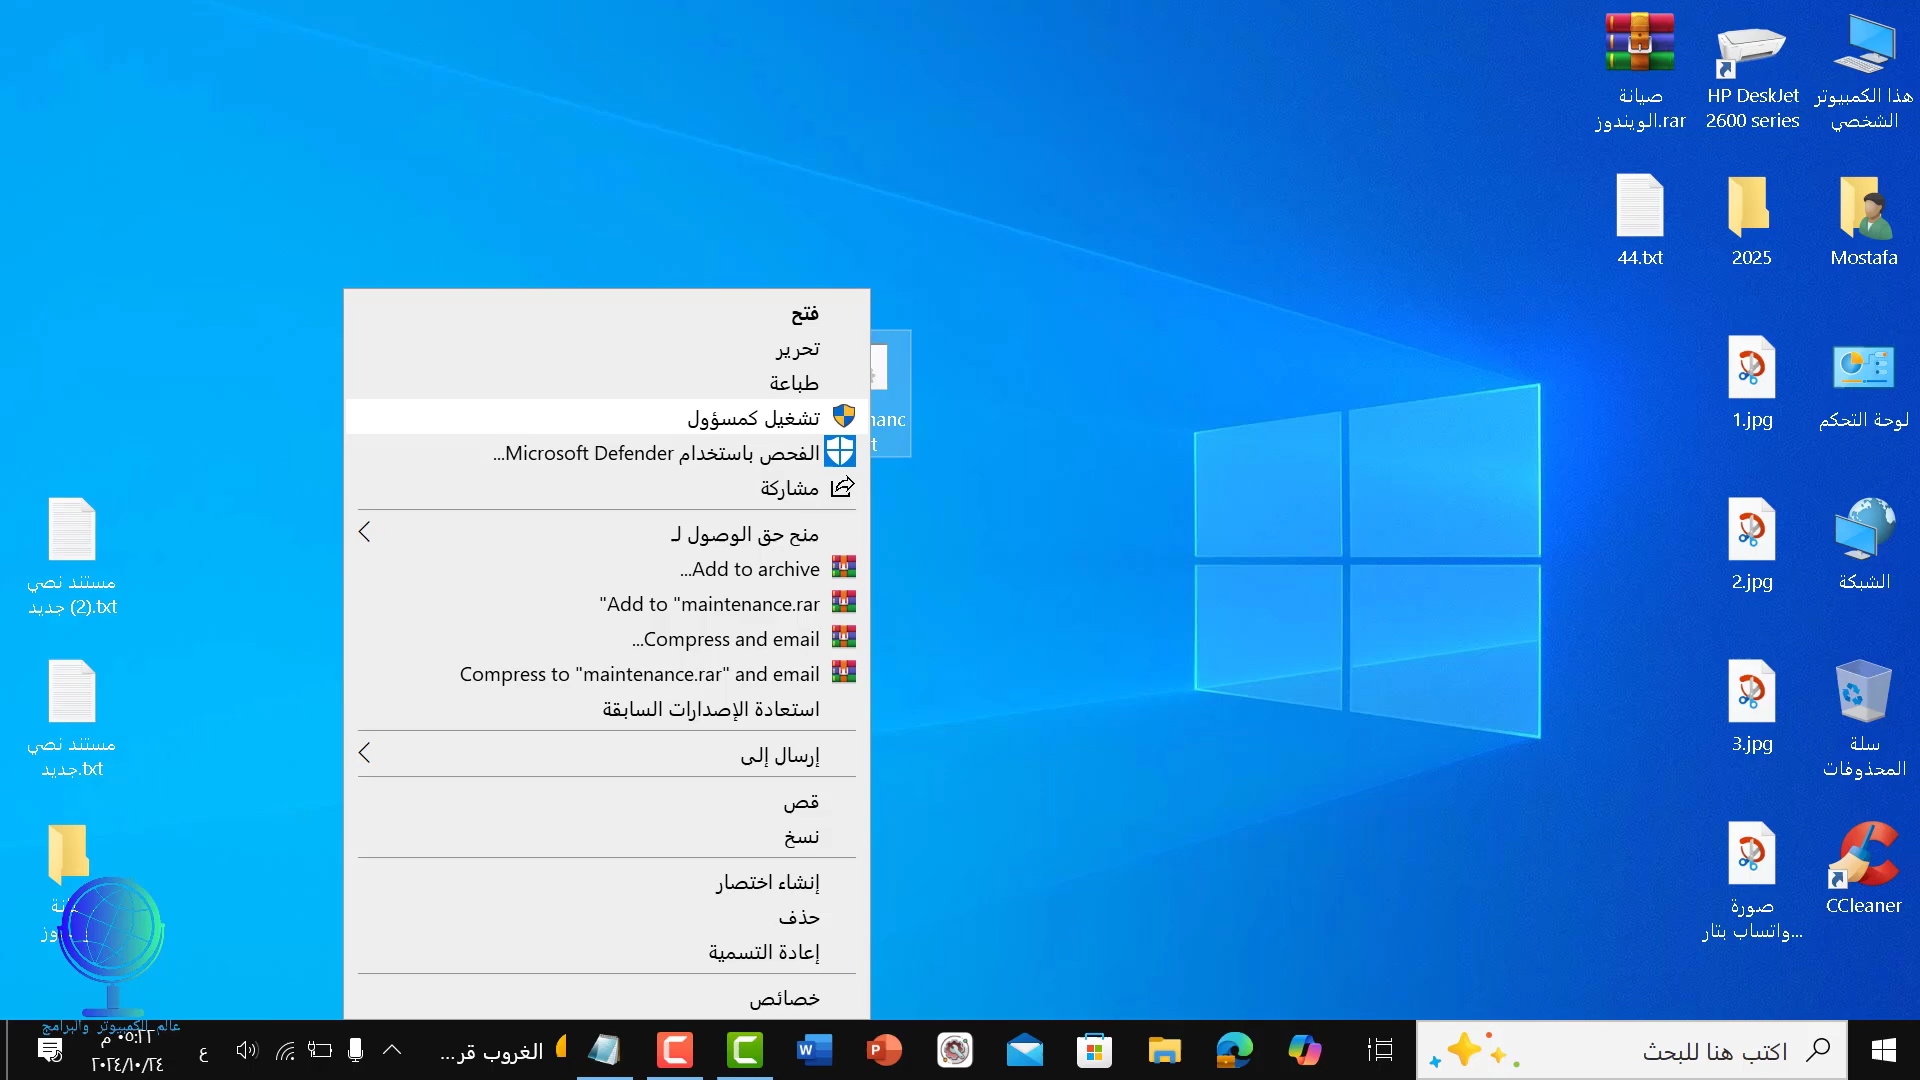 هذا الكمبيوتر
الشخصي
HP DeskJet
2600 series
صيانة
الويندوز.rar
Mostafa
2025
44.txt
لوحة التحكم
1.jpg
الشبكة
2.jpg
سلة
المحذوفات
3.jpg
CCleaner
صورة
واتساب بتار...
فتح
تحرير
طباعة
تشغيل كمسؤول
الفحص باستخدام Microsoft Defender...
مشاركة
منح حق الوصول لـ
Add to archive...
Add to "maintenance.rar"
Compress and email...
Compress to "maintenance.rar" and email
استعادة الإصدارات السابقة
إرسال إلى
قص
نسخ
إنشاء اختصار
حذف
إعادة التسمية
خصائص
مستند نصي
جديد (2).txt
مستند نصي
جديد.txt
عالم الكمبيوتر والبرامج
اكتب هنا للبحث
الغروب قر...
ع
٠٥:٢٢ م
٢٠٢٤/١٠/٢٤